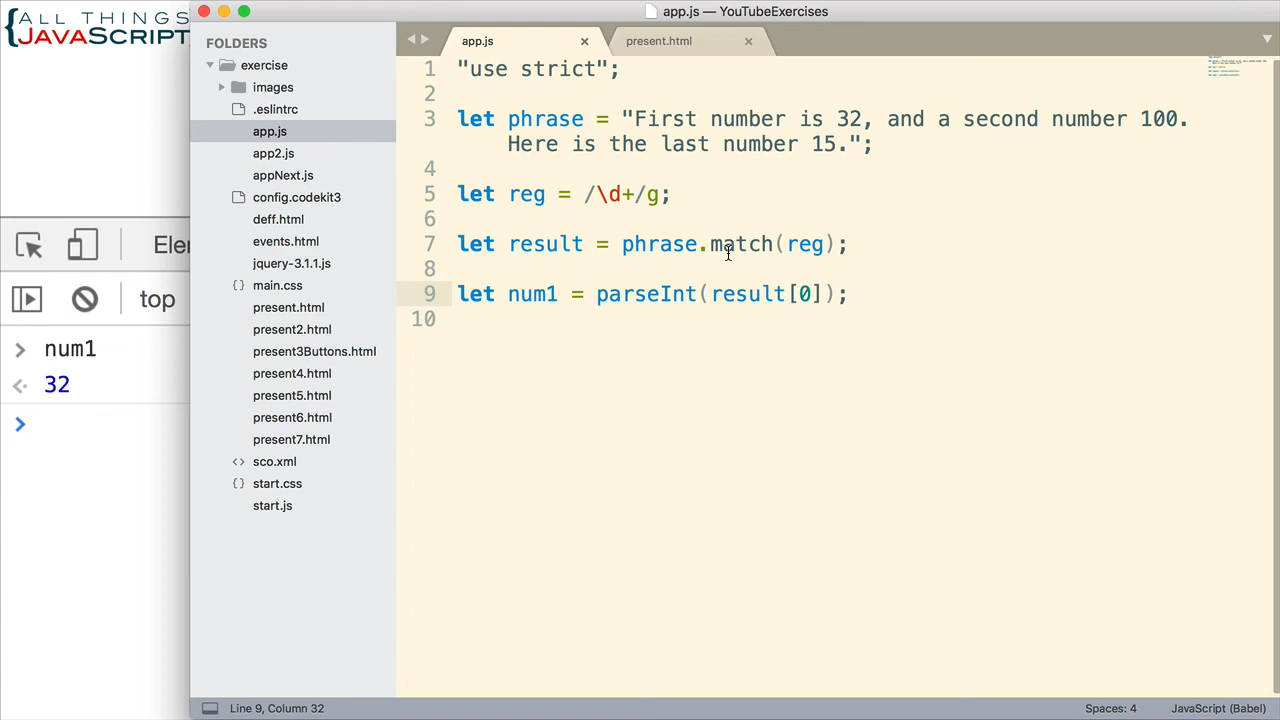 {ALL THINGS
JAVASCRIPT
Ele
top
num1
32
app.js — YouTubeExercises
FOLDERS
exercise
images
.eslintrc
app.js
app2.js
appNext.js
config.codekit3
deff.html
events.html
jquery-3.1.1.js
{} main.css
present.html
present2.html
present3Buttons.html
present4.html
present5.html
present6.html
present7.html
<> sco.xml
{} start.css
start.js
app.js
present.html
1 "use strict";
2
3 let phrase = "First number is 32, and a second number 100.
Here is the last number 15.";
4
5 let reg = /\d+/g;
6
7 let result = phrase.match(reg);
8
9 let num1 = parseInt(result[0]);
10
Line 9, Column 32
Spaces: 4
JavaScript (Babel)